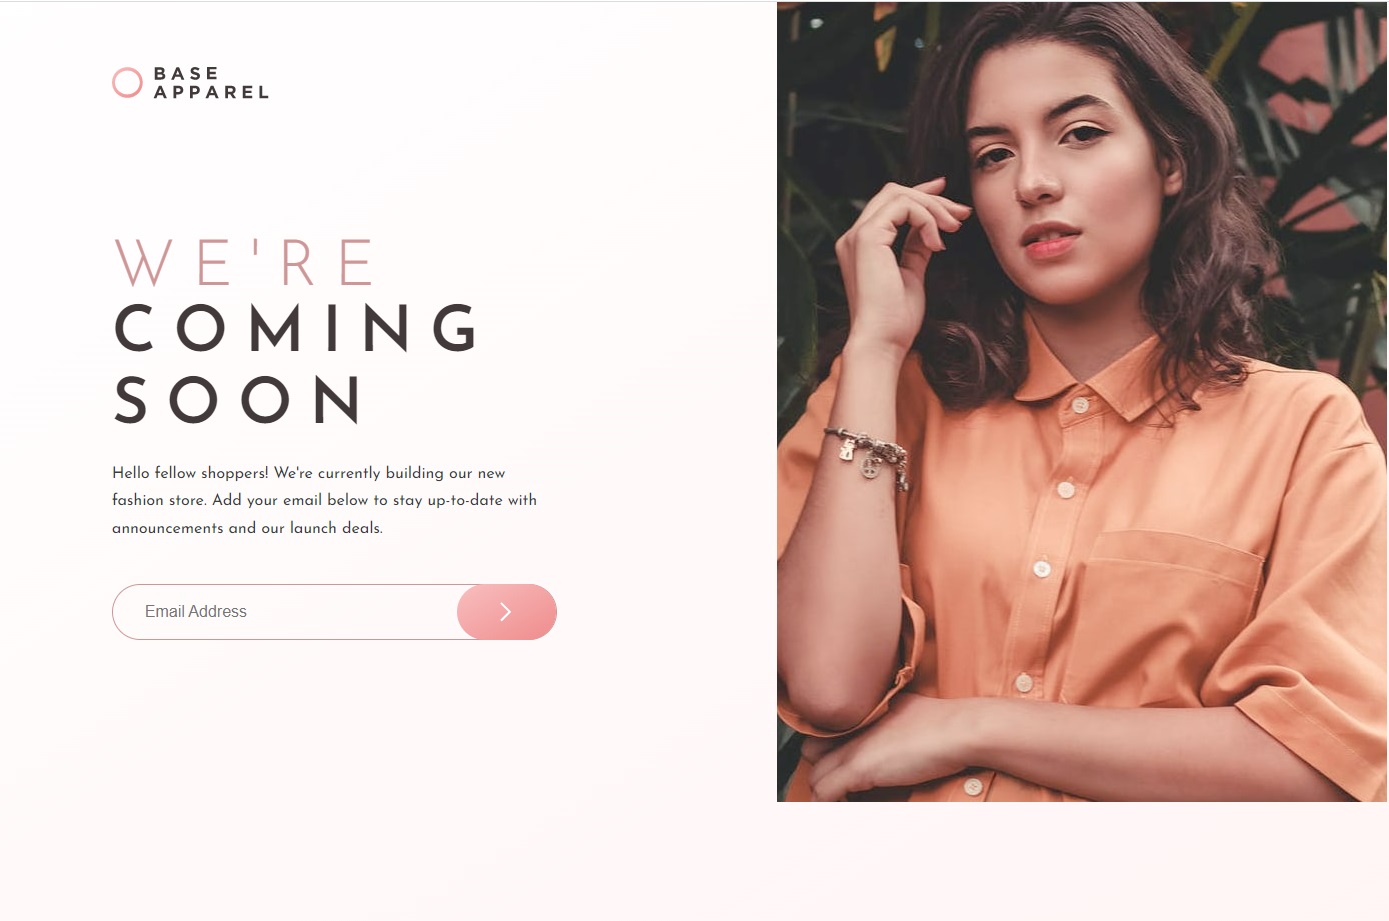 BASE
APPAREL
WE'RE
COMING
SOON
Hello fellow shoppers! We're currently building our new
fashion store. Add your email below to stay up-to-date with
announcements and our launch deals.
Email Address